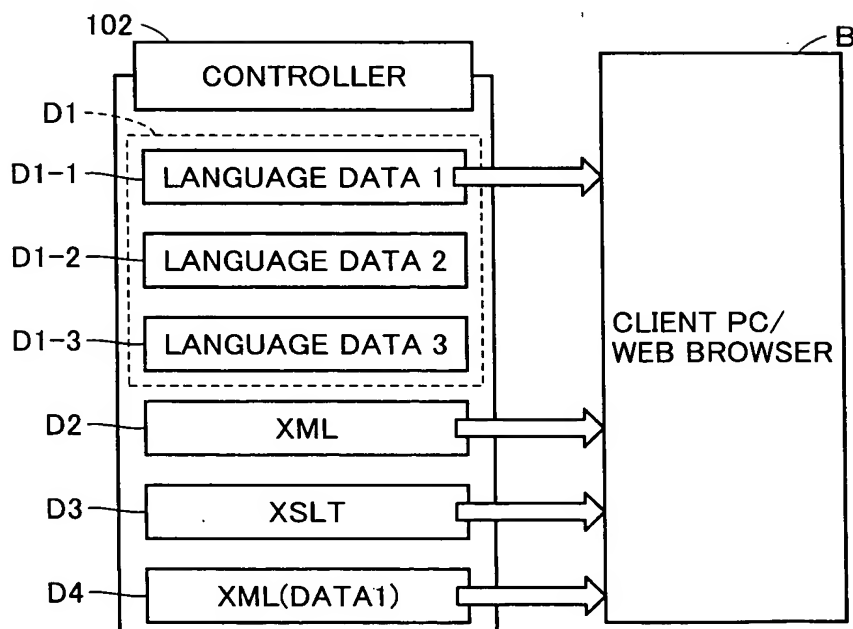 102
B
CONTROLLER
D1
D1-1
LANGUAGE DATA 1
D1-2
LANGUAGE DATA 2
D1-3
LANGUAGE DATA 3
CLIENT PC/
WEB BROWSER
D2
XML
D3
XSLT
D4
XML(DATA1)